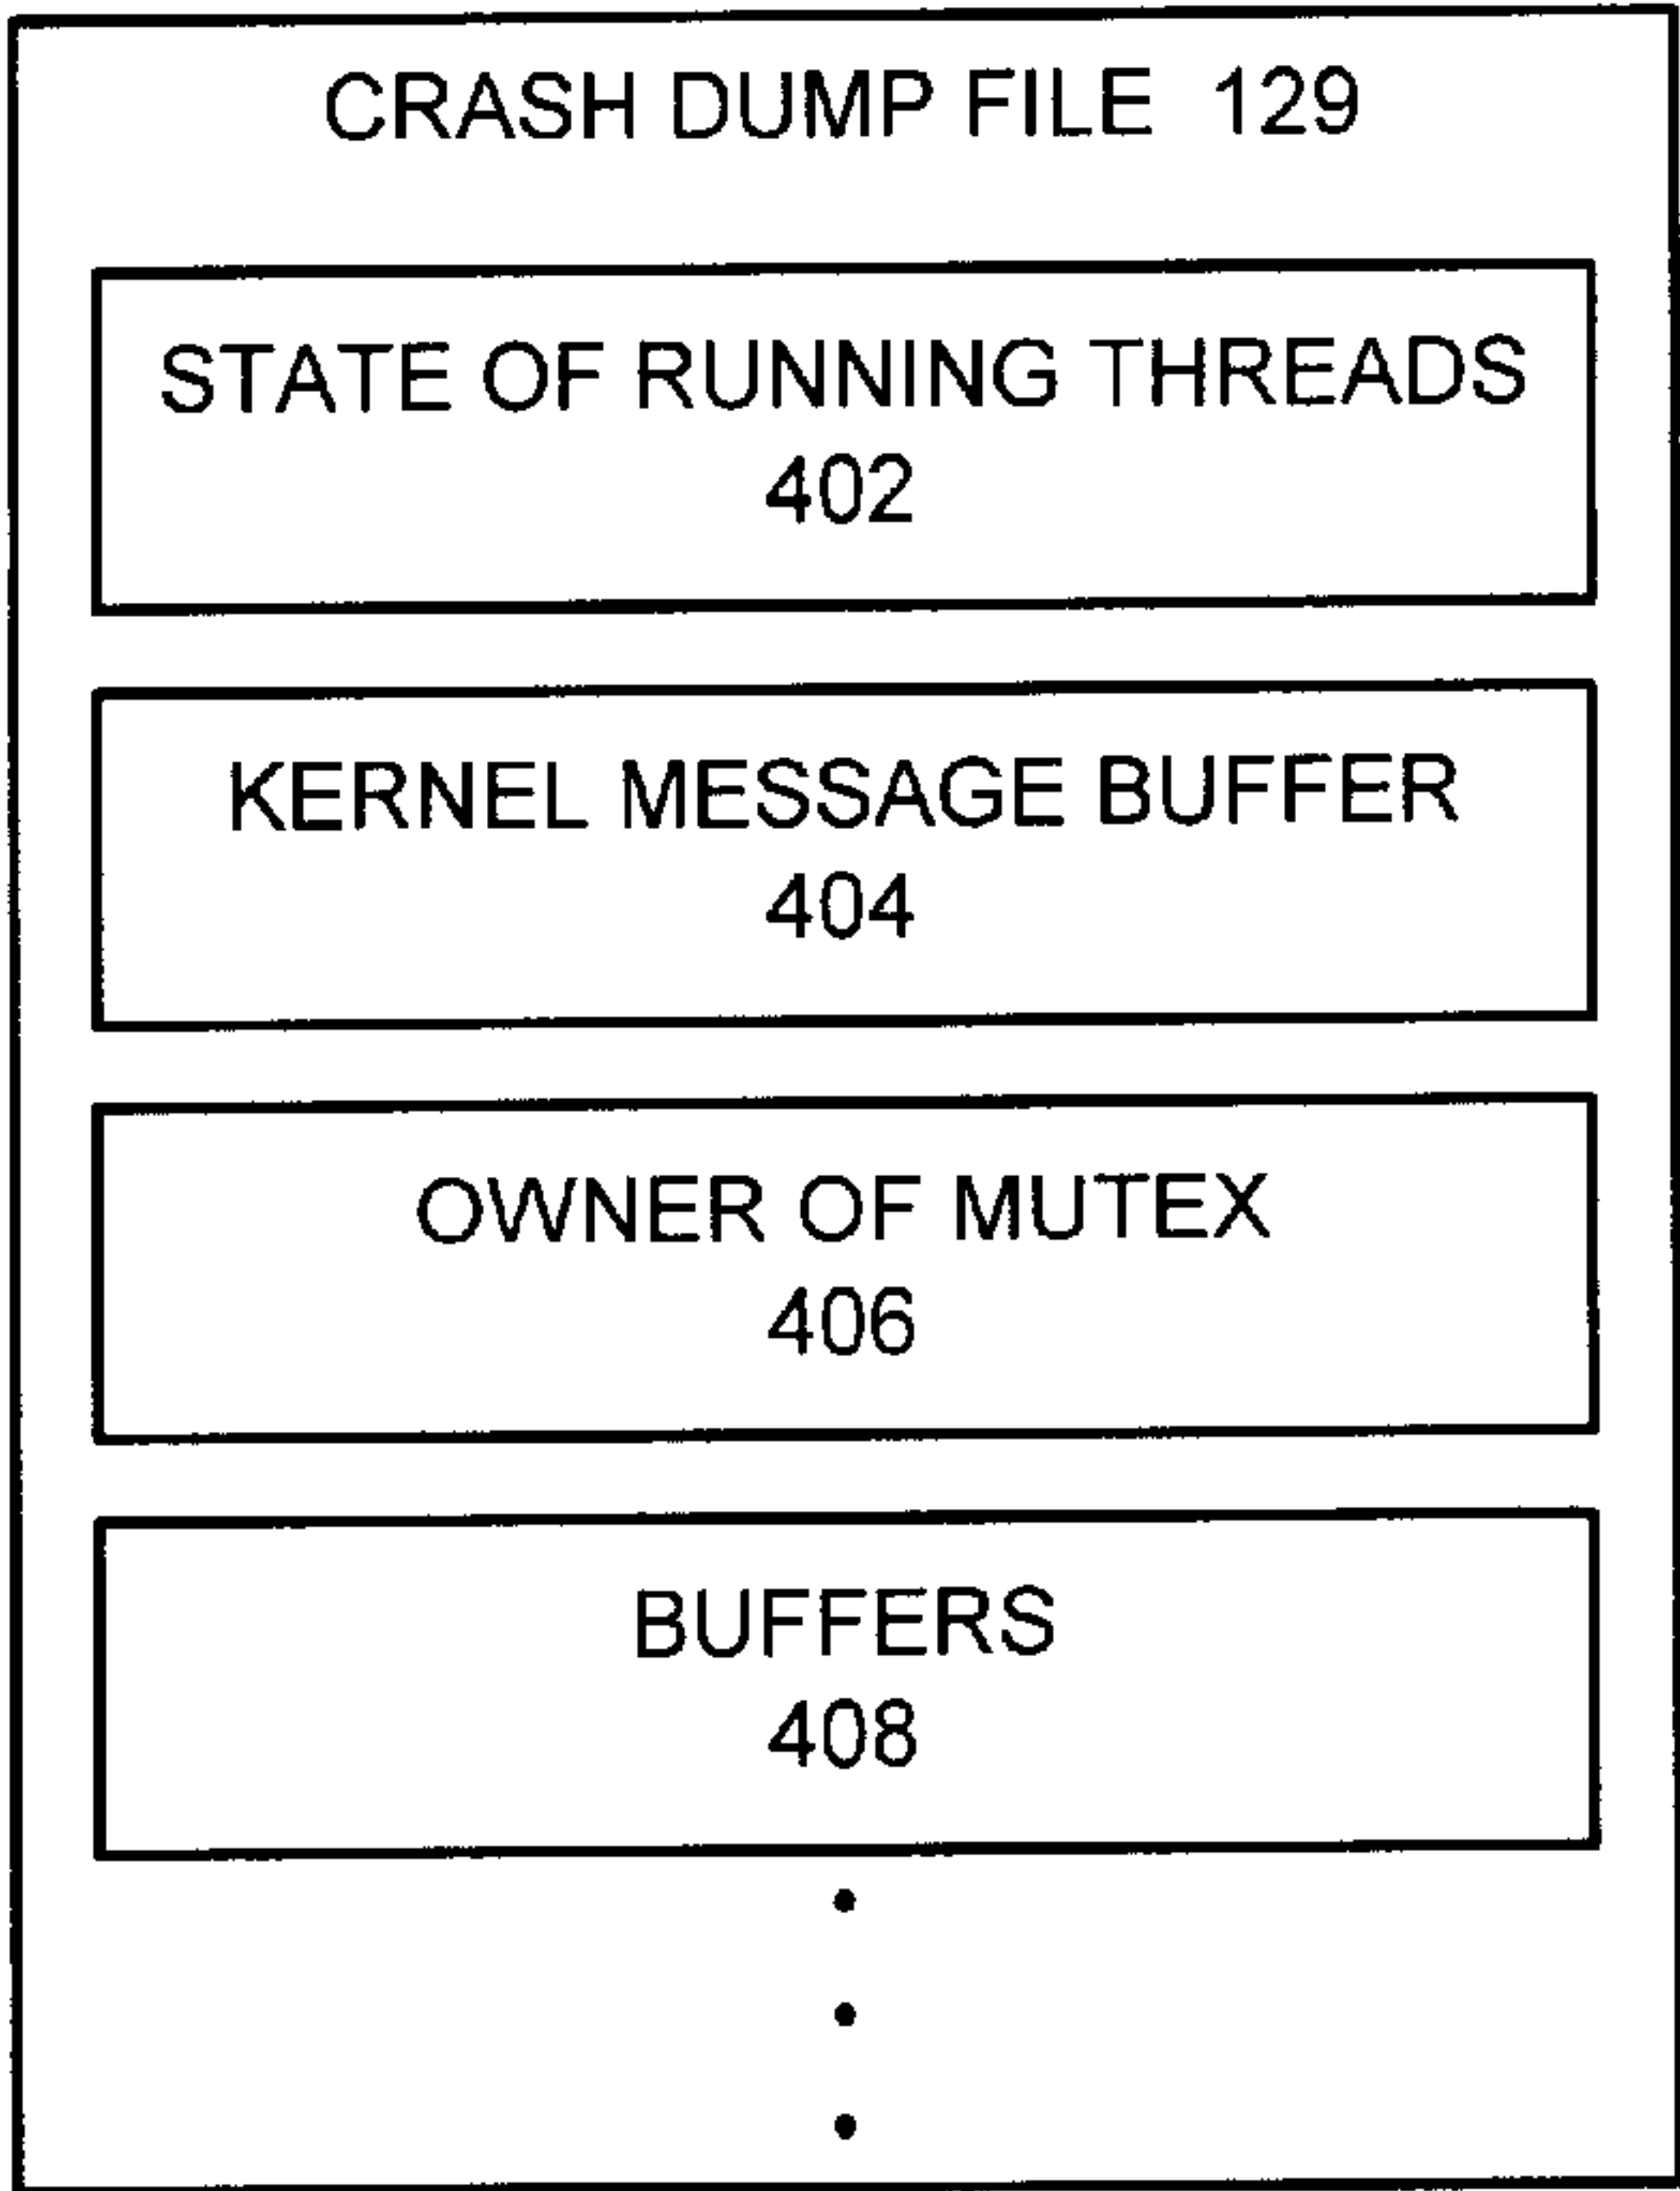 CRASH DUMP FILE 129
STATE OF RUNNING THREADS
402
KERNEL MESSAGE BUFFER
404
OWNER OF MUTEX
406
BUFFERS
408